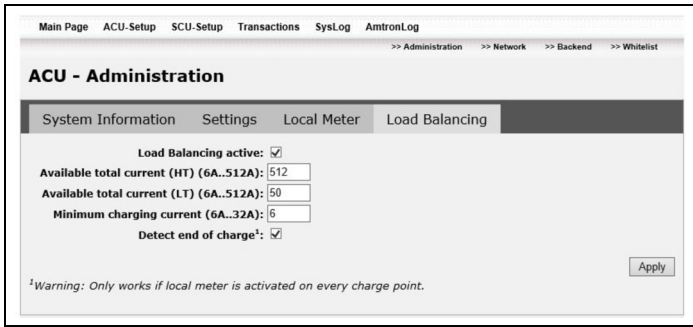 Main Page ACU-Setup SCU-Setup Transactions SysLog AmtronLog
>> Administration >> Network >> Backend >> Whitelist
ACU - Administration
System Information Settings Local Meter Load Balancing
Load Balancing active:
Available total current (HT) (6A..512A): 512
Available total current (LT) (6A..512A): 50
Minimum charging current (6A..32A): 6
Detect end of charge¹:
Apply
¹Warning: Only works if local meter is activated on every charge point.